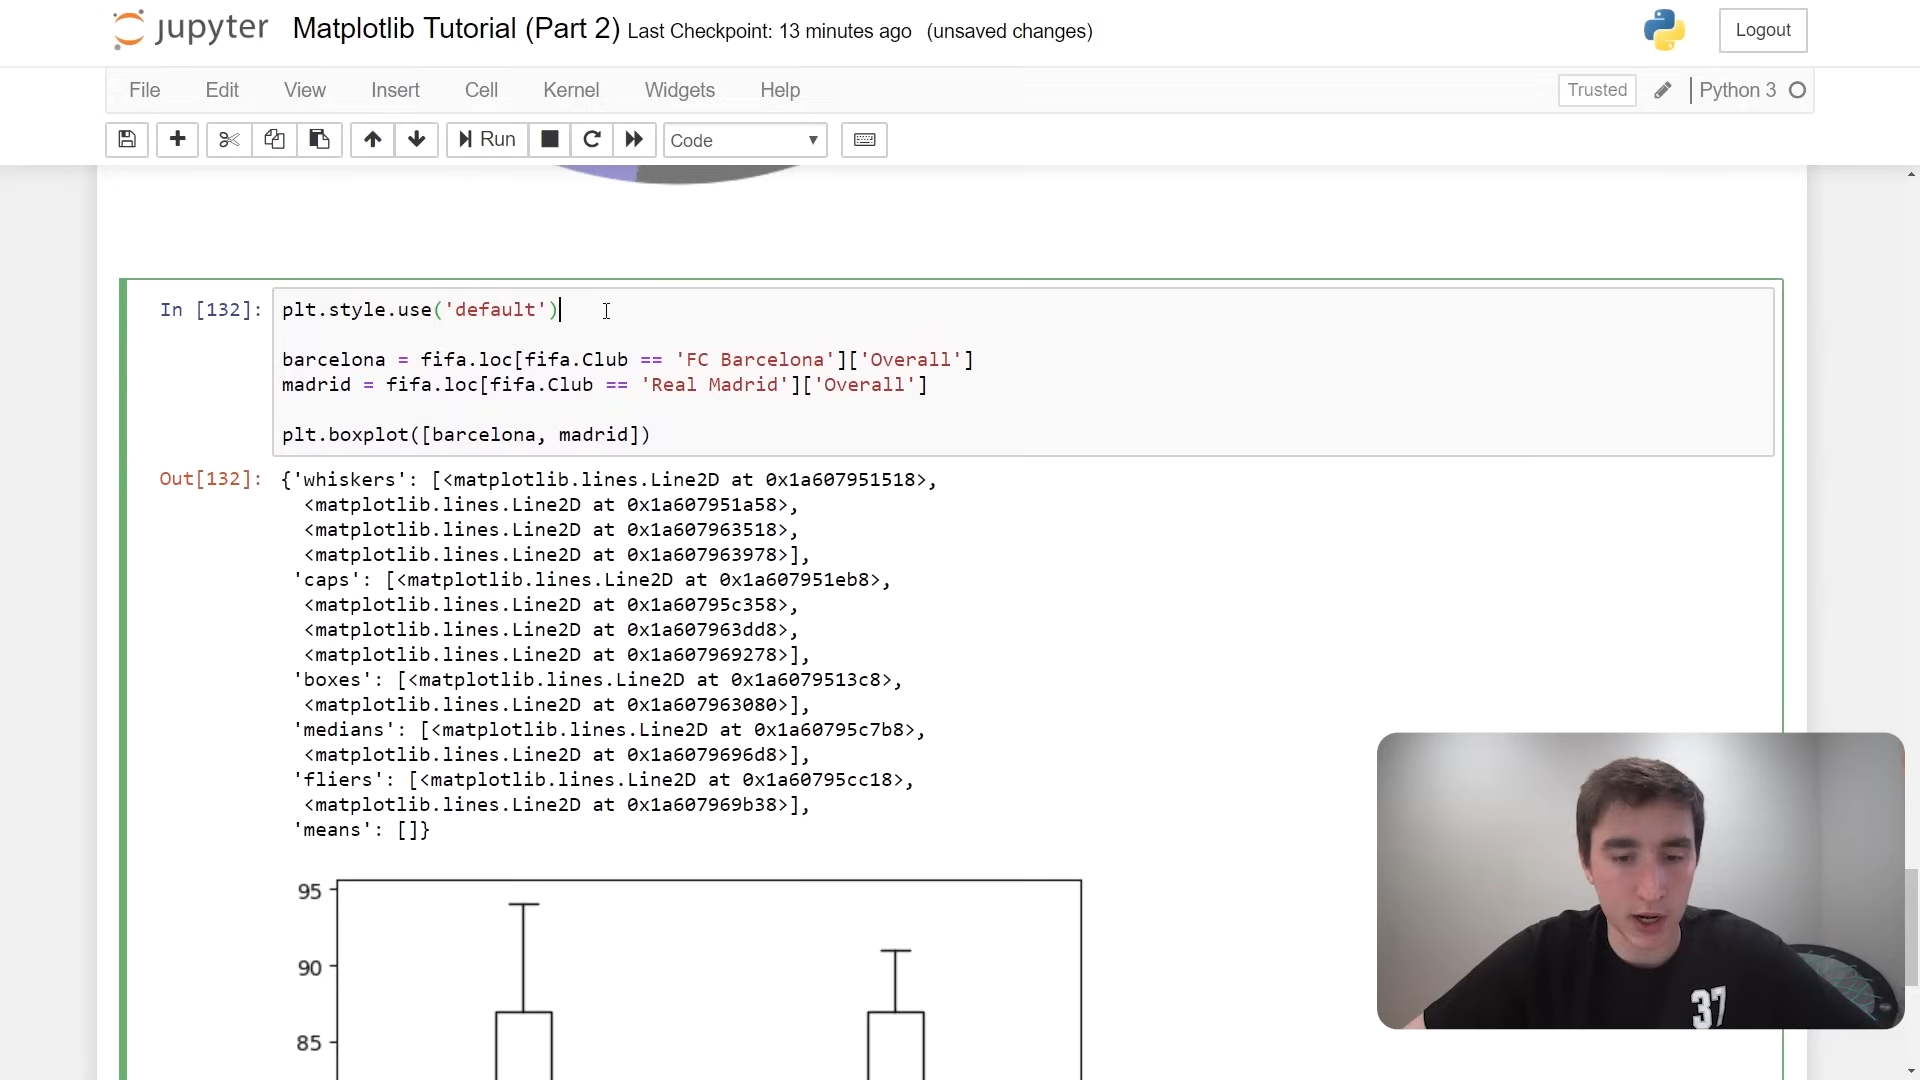 jupyter Matplotlib Tutorial (Part 2) Last Checkpoint: 13 minutes ago (unsaved changes) Logout
File Edit View Insert Cell Kernel Widgets Help Trusted Python 3
Run Code
In [132]: plt.style.use('default')
barcelona = fifa.loc[fifa.Club == 'FC Barcelona']['Overall']
madrid = fifa.loc[fifa.Club == 'Real Madrid']['Overall']
plt.boxplot([barcelona, madrid])
Out[132]: {'whiskers': [<matplotlib.lines.Line2D at 0x1a607951518>,
<matplotlib.lines.Line2D at 0x1a607951a58>,
<matplotlib.lines.Line2D at 0x1a607963518>,
<matplotlib.lines.Line2D at 0x1a607963978>],
'caps': [<matplotlib.lines.Line2D at 0x1a607951eb8>,
<matplotlib.lines.Line2D at 0x1a60795c358>,
<matplotlib.lines.Line2D at 0x1a607963dd8>,
<matplotlib.lines.Line2D at 0x1a607969278>],
'boxes': [<matplotlib.lines.Line2D at 0x1a6079513c8>,
<matplotlib.lines.Line2D at 0x1a607963080>],
'medians': [<matplotlib.lines.Line2D at 0x1a60795c7b8>,
<matplotlib.lines.Line2D at 0x1a6079696d8>],
'fliers': [<matplotlib.lines.Line2D at 0x1a60795cc18>,
<matplotlib.lines.Line2D at 0x1a607969b38>],
'means': []}
95
90
85
37